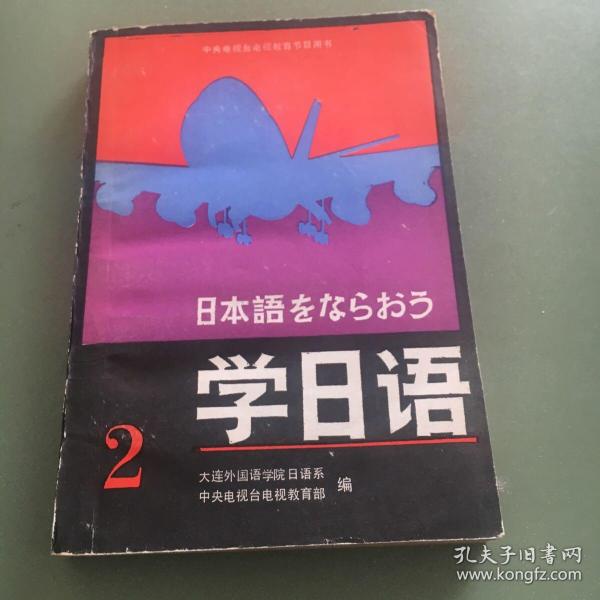 中央电视台电视教育节目用书
日本語をならおう
学日语
2
大连外国语学院日语系
中央电视台电视教育部
编
孔夫子旧书网
www.kongfz.com